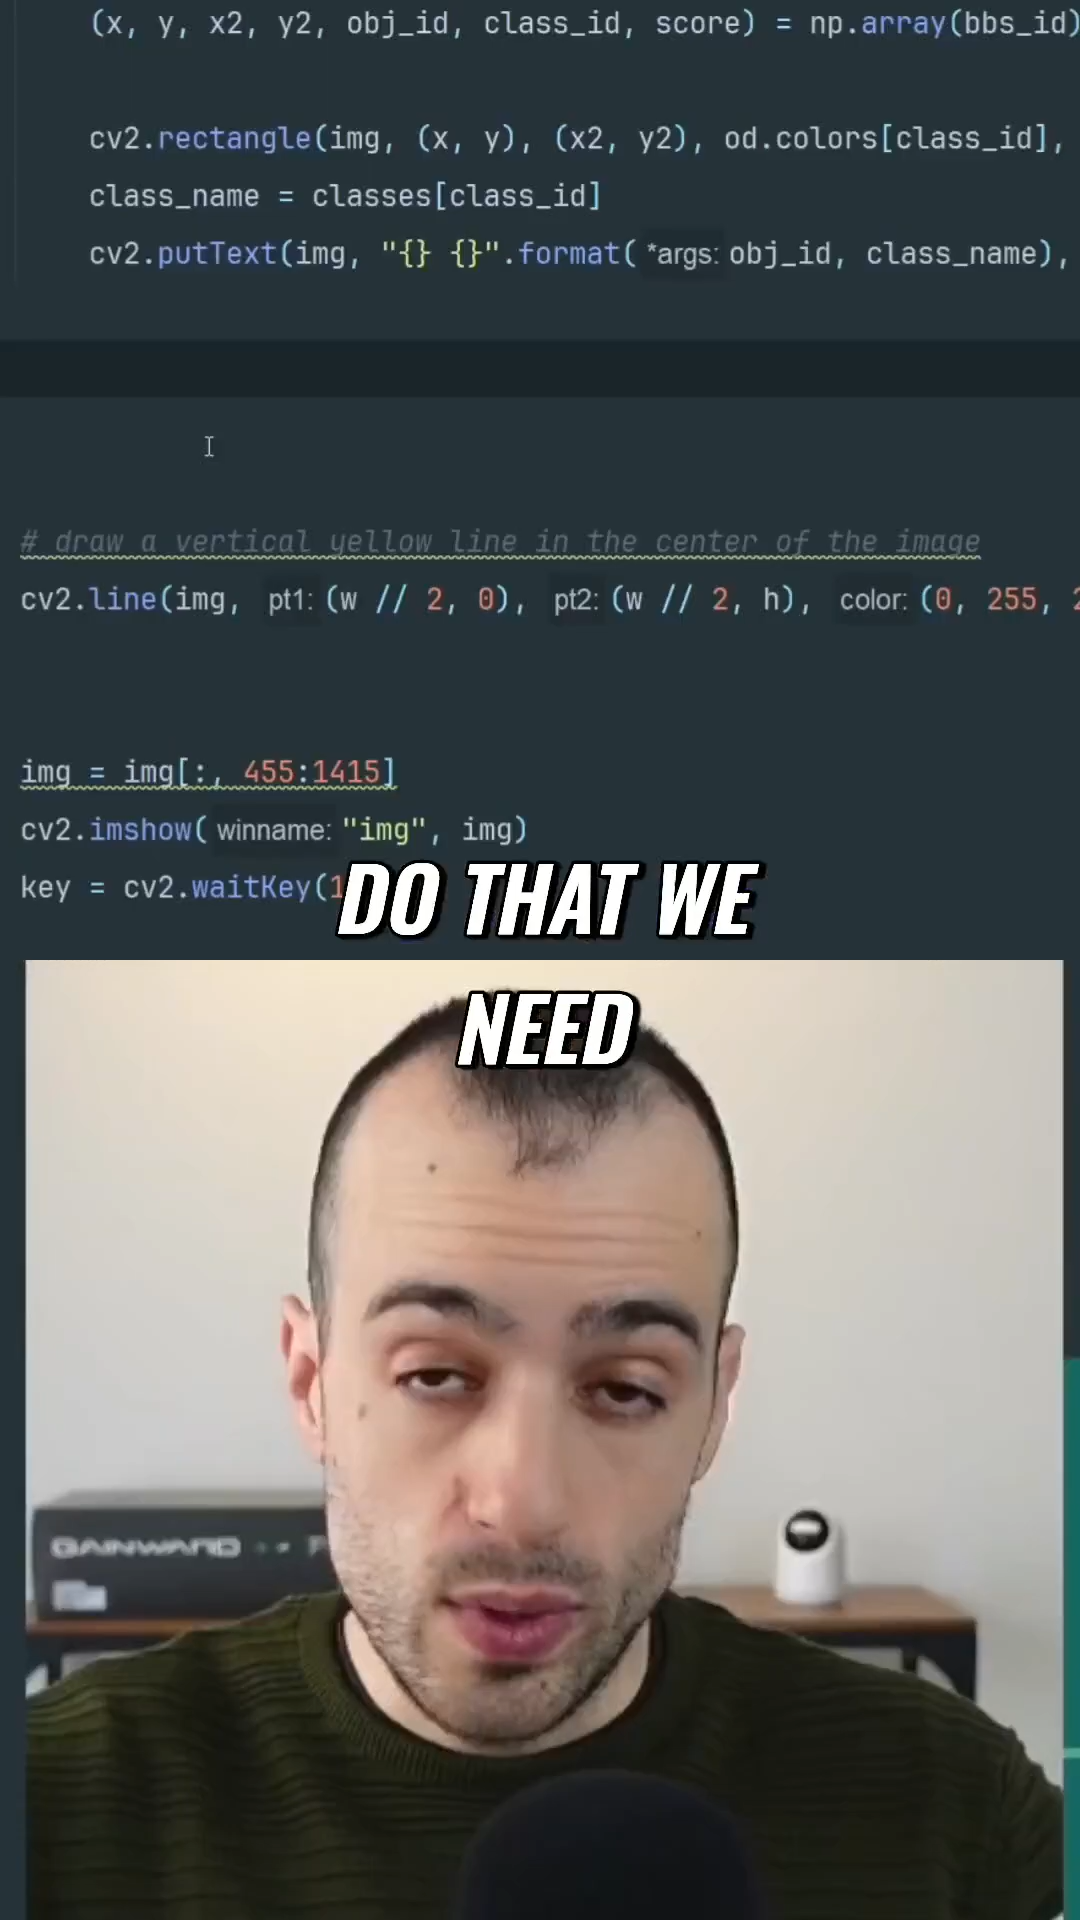 (x, y, x2, y2, obj_id, class_id, score) = np.array(bbs_id)
cv2.rectangle(img, (x, y), (x2, y2), od.colors[class_id],
class_name = classes[class_id]
cv2.putText(img, "{} {}".format( *args: obj_id, class_name),
# draw a vertical yellow line in the center of the image
cv2.line(img, pt1: (w // 2, 0), pt2: (w // 2, h), color: (0, 255, 2
img = img[:, 455:1415]
cv2.imshow( winname: "img", img)
key = cv2.waitKey(1
DO THAT WE
NEED
GAINWARD